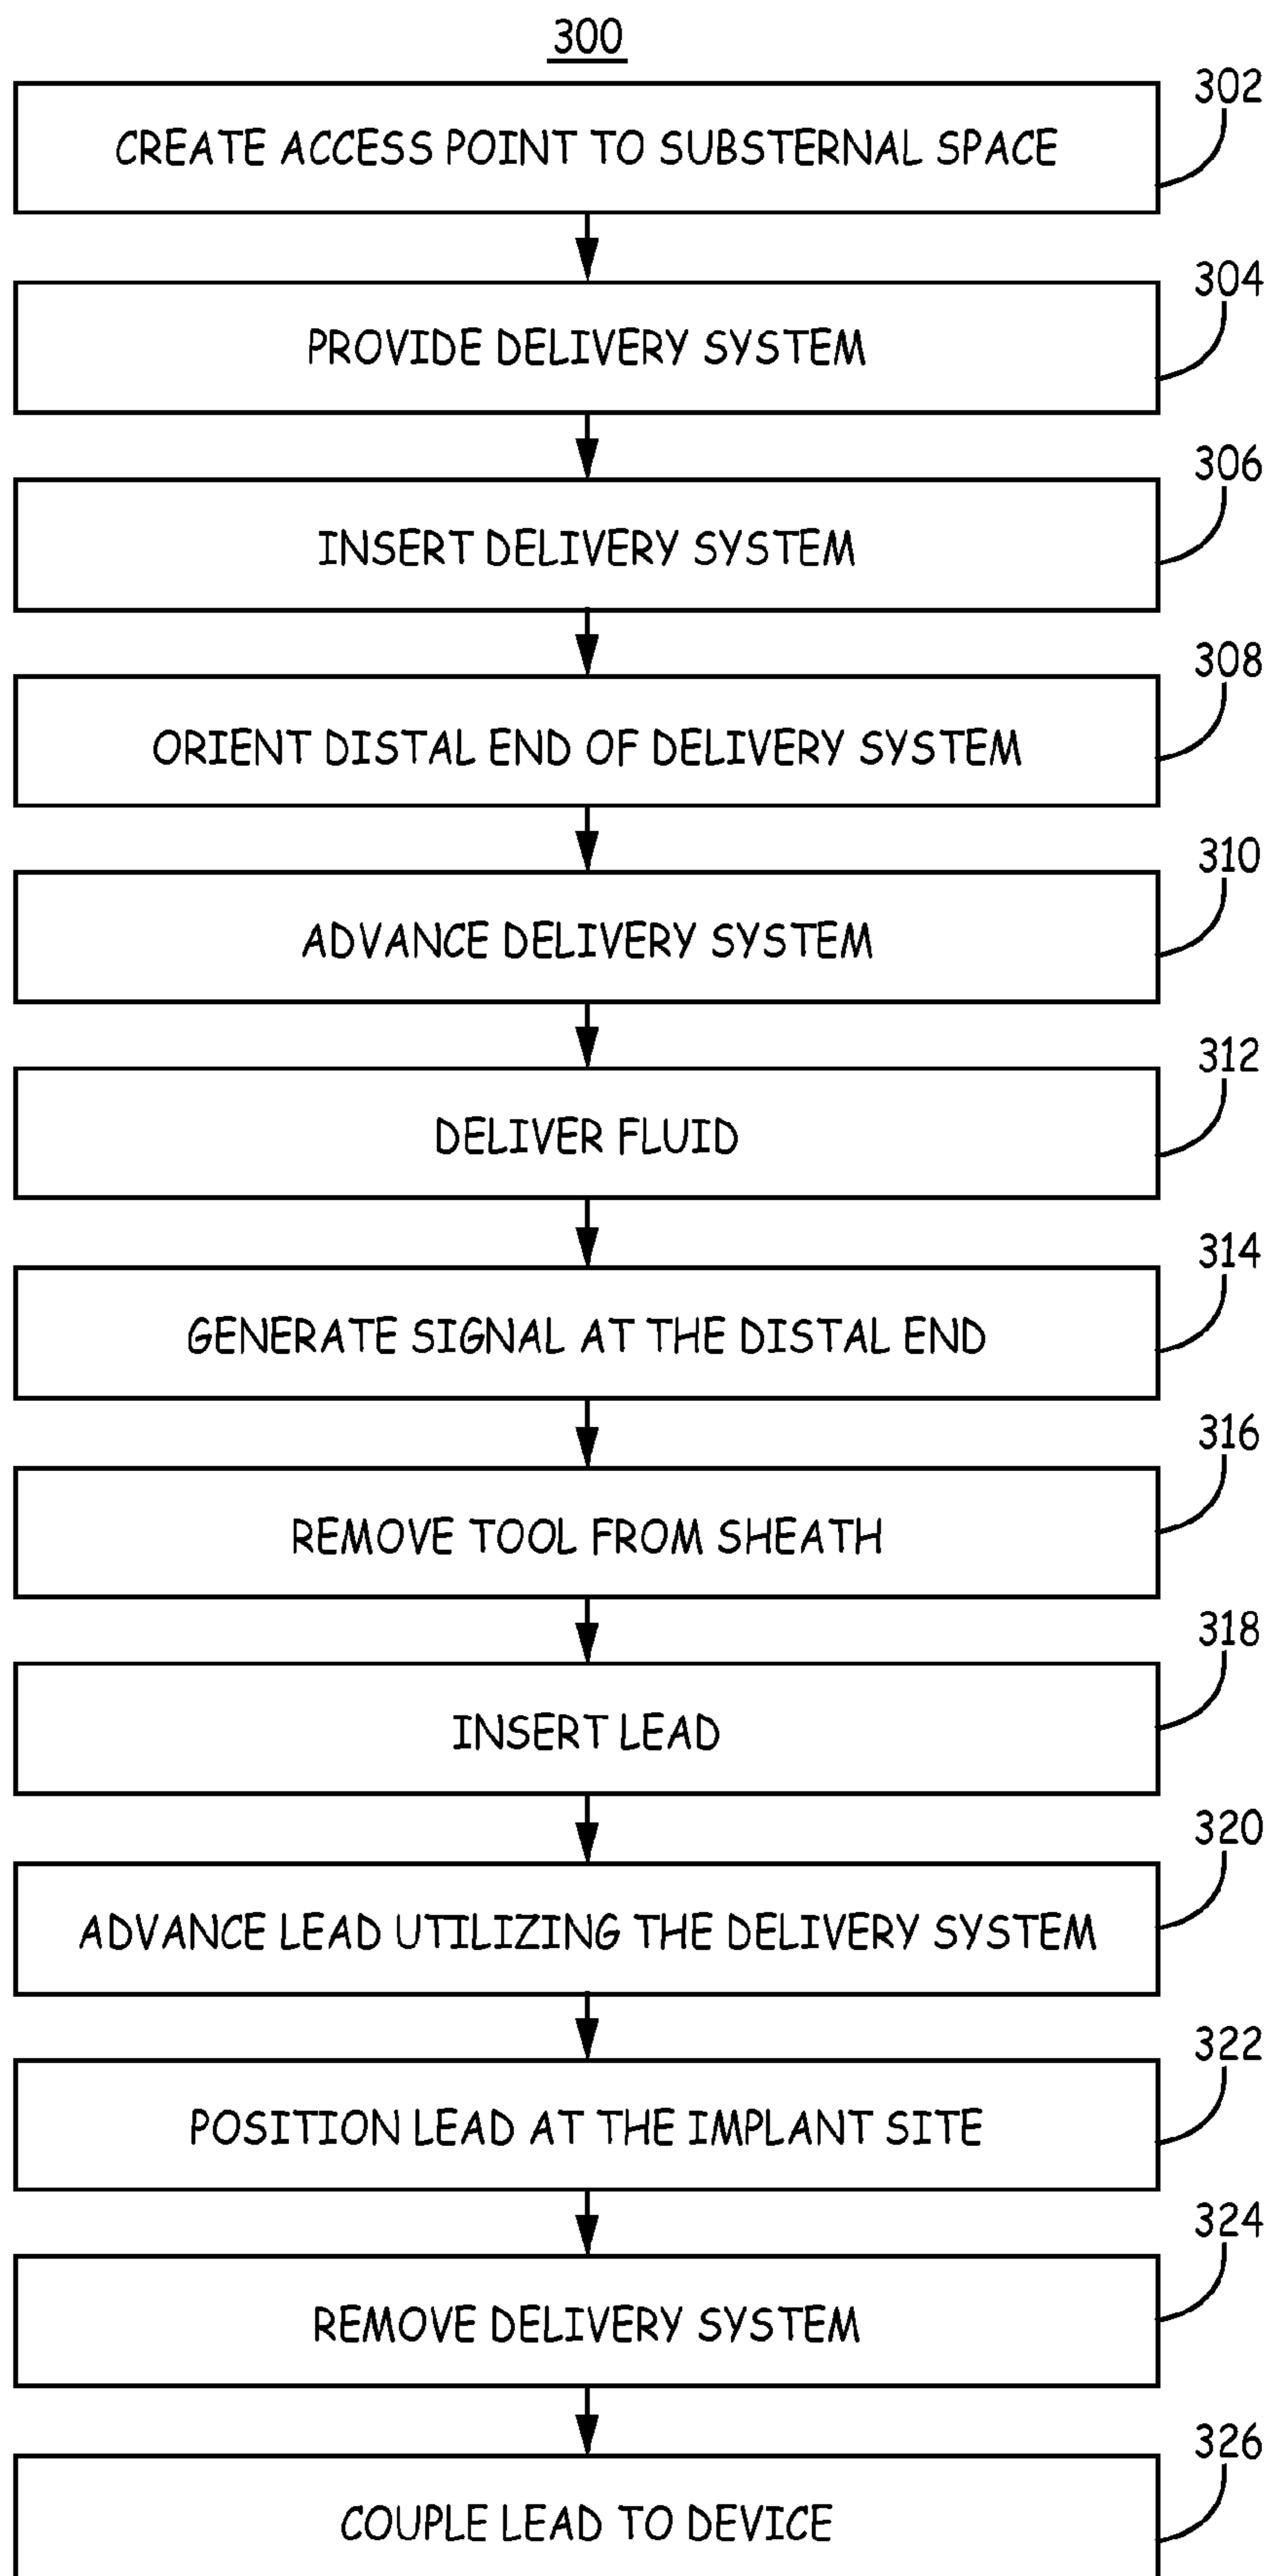 300
302
CREATE ACCESS POINT TO SUBSTERNAL SPACE
304
PROVIDE DELIVERY SYSTEM
306
INSERT DELIVERY SYSTEM
308
ORIENT DISTAL END OF DELIVERY SYSTEM
310
ADVANCE DELIVERY SYSTEM
312
DELIVER FLUID
314
GENERATE SIGNAL AT THE DISTAL END
316
REMOVE TOOL FROM SHEATH
318
INSERT LEAD
320
ADVANCE LEAD UTILIZING THE DELIVERY SYSTEM
322
POSITION LEAD AT THE IMPLANT SITE
324
REMOVE DELIVERY SYSTEM
326
COUPLE LEAD TO DEVICE